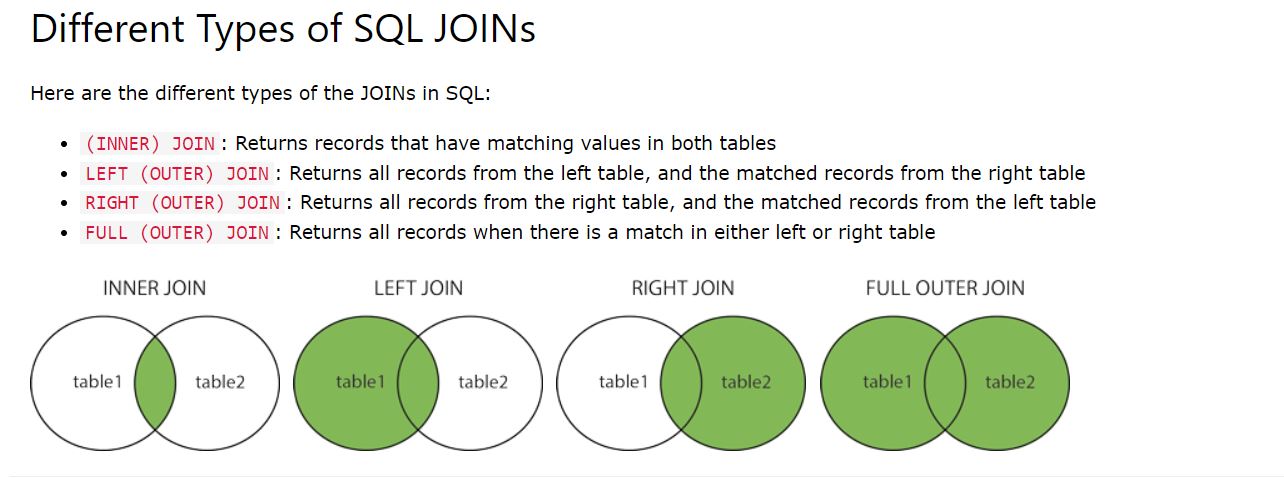 Different Types of SQL JOINs
Here are the different types of the JOINs in SQL:
(INNER) JOIN: Returns records that have matching values in both tables
LEFT (OUTER) JOIN: Returns all records from the left table, and the matched records from the right table
RIGHT (OUTER) JOIN: Returns all records from the right table, and the matched records from the left table
FULL (OUTER) JOIN: Returns all records when there is a match in either left or right table
INNER JOIN
table1 table2
LEFT JOIN
table1 table2
RIGHT JOIN
table1 table2
FULL OUTER JOIN
table1 table2